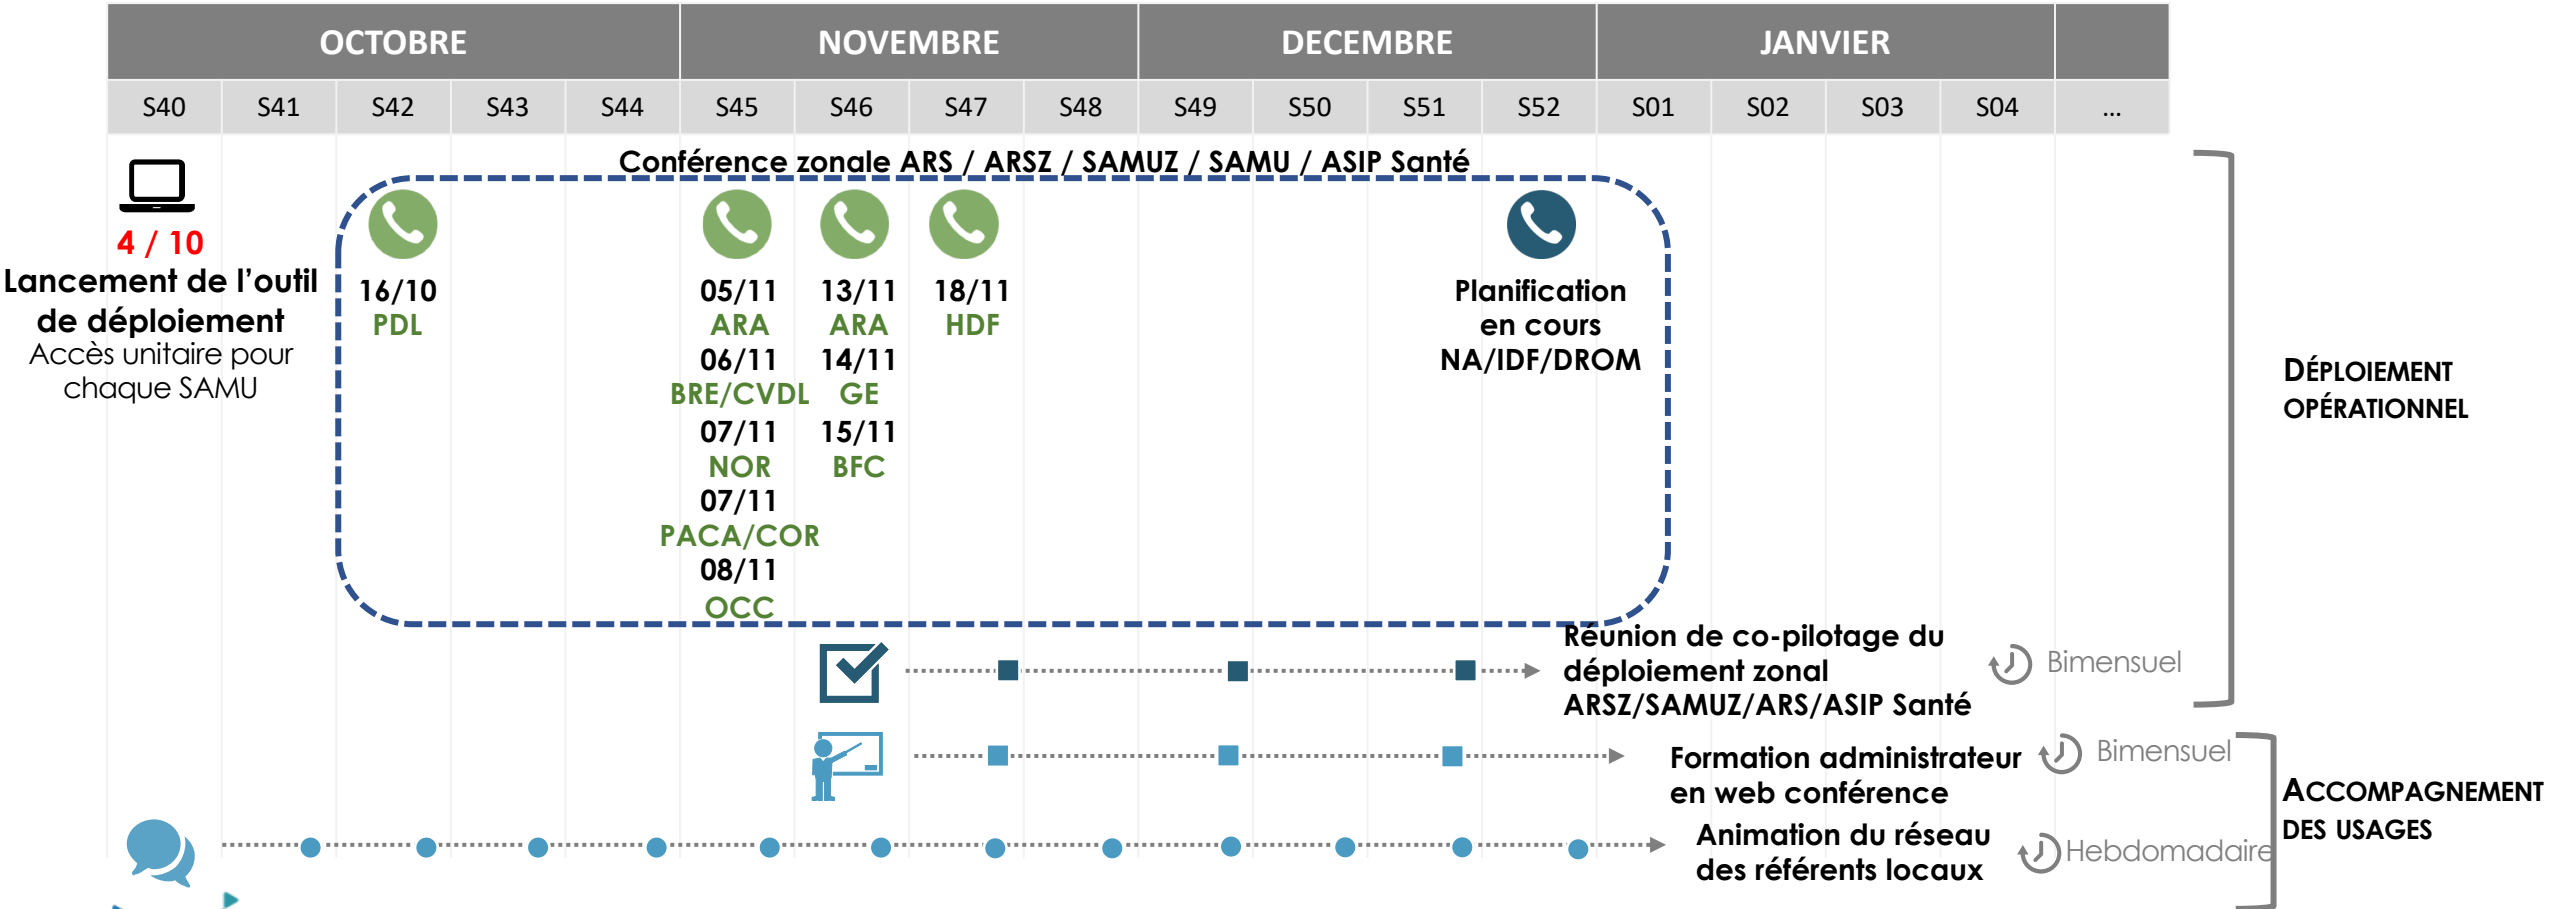 OCTOBRE NOVEMBRE DECEMBRE JANVIER
S40 S41 S42 S43 S44 S45 S46 S47 S48 S49 S50 S51 S52 S01 S02 S03 S04 ...
Conférence zonale ARS / ARSZ / SAMUZ / SAMU / ASIP Santé
4 / 10
Lancement de l’outil
de déploiement
Accès unitaire pour
chaque SAMU
16/10
PDL
05/11
ARA
06/11
BRE/CVDL
07/11
NOR
07/11
PACA/COR
08/11
OCC
13/11
ARA
14/11
GE
15/11
BFC
18/11
HDF
Planification
en cours
NA/IDF/DROM
DÉPLOIEMENT
OPÉRATIONNEL
Réunion de co-pilotage du
déploiement zonal
ARSZ/SAMUZ/ARS/ASIP Santé
Bimensuel
Formation administrateur
en web conférence
Bimensuel
Animation du réseau
des référents locaux
Hebdomadaire
ACCOMPAGNEMENT
DES USAGES